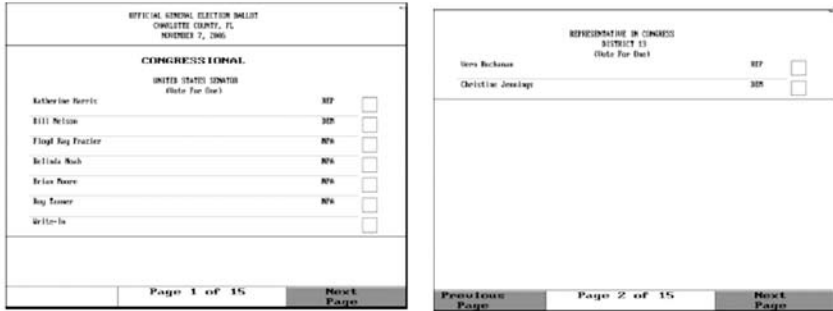 OFFICIAL GENERAL ELECTION BALLOT
CHARLOTTE COUNTY, FL
NOVEMBER 7, 2006
CONGRESSIONAL
UNITED STATES SENATOR
(Vote For One)
Katherine Harris REP
Bill Nelson DEM
Floyd Ray Frazier NPA
Belinda Noah NPA
Brian Moore NPA
Roy Tanner NPA
Write-In
Page 1 of 15
Next
Page
REPRESENTATIVE IN CONGRESS
DISTRICT 13
(Vote For One)
Vern Buchanan REP
Christine Jennings DEM
Previous
Page
Page 2 of 15
Next
Page